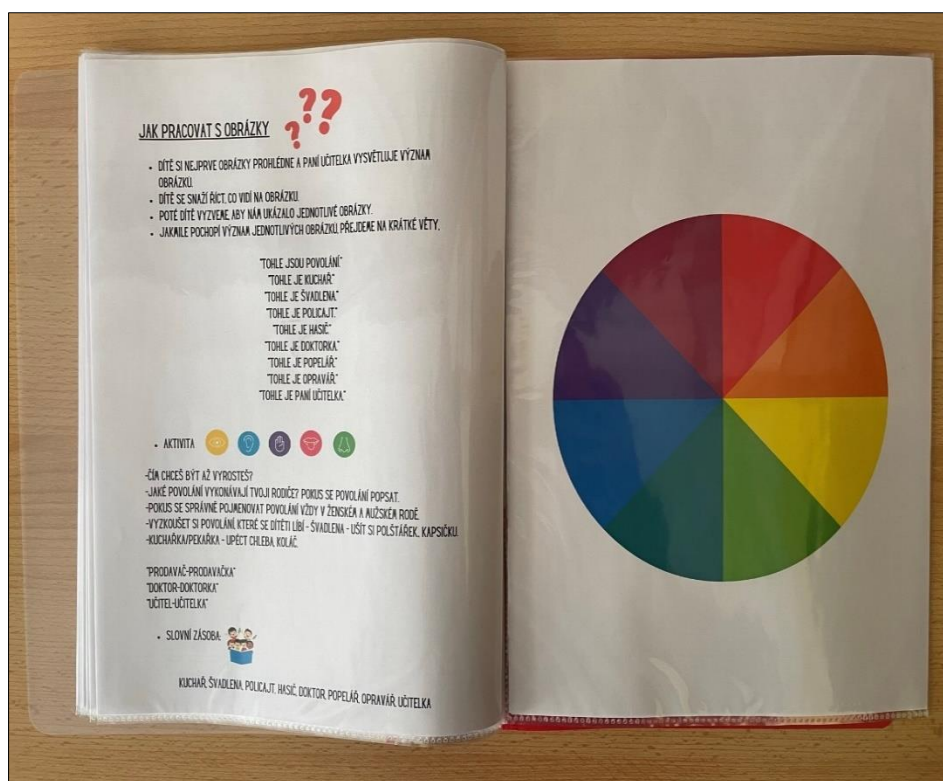 JAK PRACOVAT S OBRÁZKY
???
• DÍTĚ SI NEJPRVE OBRÁZKY PROHLÉDNE A PANÍ UČITELKA VYSVĚTLUJE VÝZNAM
OBRÁZKU.
• DÍTĚ SE SNAŽÍ ŘÍCT, CO VIDÍ NA OBRÁZKU.
• POTÉ DÍTĚ VYZVEME, ABY NÁM UKÁZALO JEDNOTLIVÉ OBRÁZKY.
• JAKMILE POCHOPÍ VÝZNAM JEDNOTLIVÝCH OBRÁZKU, PŘEJDEME NA KRÁTKÉ VĚTY,
"TOHLE JSOU POVOLÁNÍ"
"TOHLE JE KUCHAŘ."
"TOHLE JE ŠVADLENA."
"TOHLE JE POLICAJT."
"TOHLE JE HASIČ."
"TOHLE JE DOKTORKA."
"TOHLE JE POPELÁŘ."
"TOHLE JE OPRAVÁŘ."
"TOHLE JE PANÍ UČITELKA."
• AKTIVITA
-ČÍM CHCEŠ BÝT AŽ VYROSTEŠ?
-JAKÉ POVOLÁNÍ VYKONÁVAJÍ TVOJI RODIČE? POKUS SE POVOLÁNÍ POPSAT.
-POKUS SE SPRÁVNĚ POJMENOVAT POVOLÁNÍ VŽDY V ŽENSKÉM A MUŽSKÉM RODĚ.
-VYZKOUŠET SI POVOLÁNÍ, KTERÉ SE DÍTĚTI LÍBÍ - ŠVADLENA - UŠÍT SI POLŠTÁŘEK, KAPSIČKU.
-KUCHAŘKA/PEKAŘKA - UPÉCT CHLEBA, KOLÁČ.
"PRODAVAČ-PRODAVAČKA"
"DOKTOR-DOKTORKA"
"UČITEL-UČITELKA"
• SLOVNÍ ZÁSOBA:
KUCHAŘ, ŠVADLENA, POLICAJT, HASIČ, DOKTOR, POPELÁŘ, OPRAVÁŘ, UČITELKA